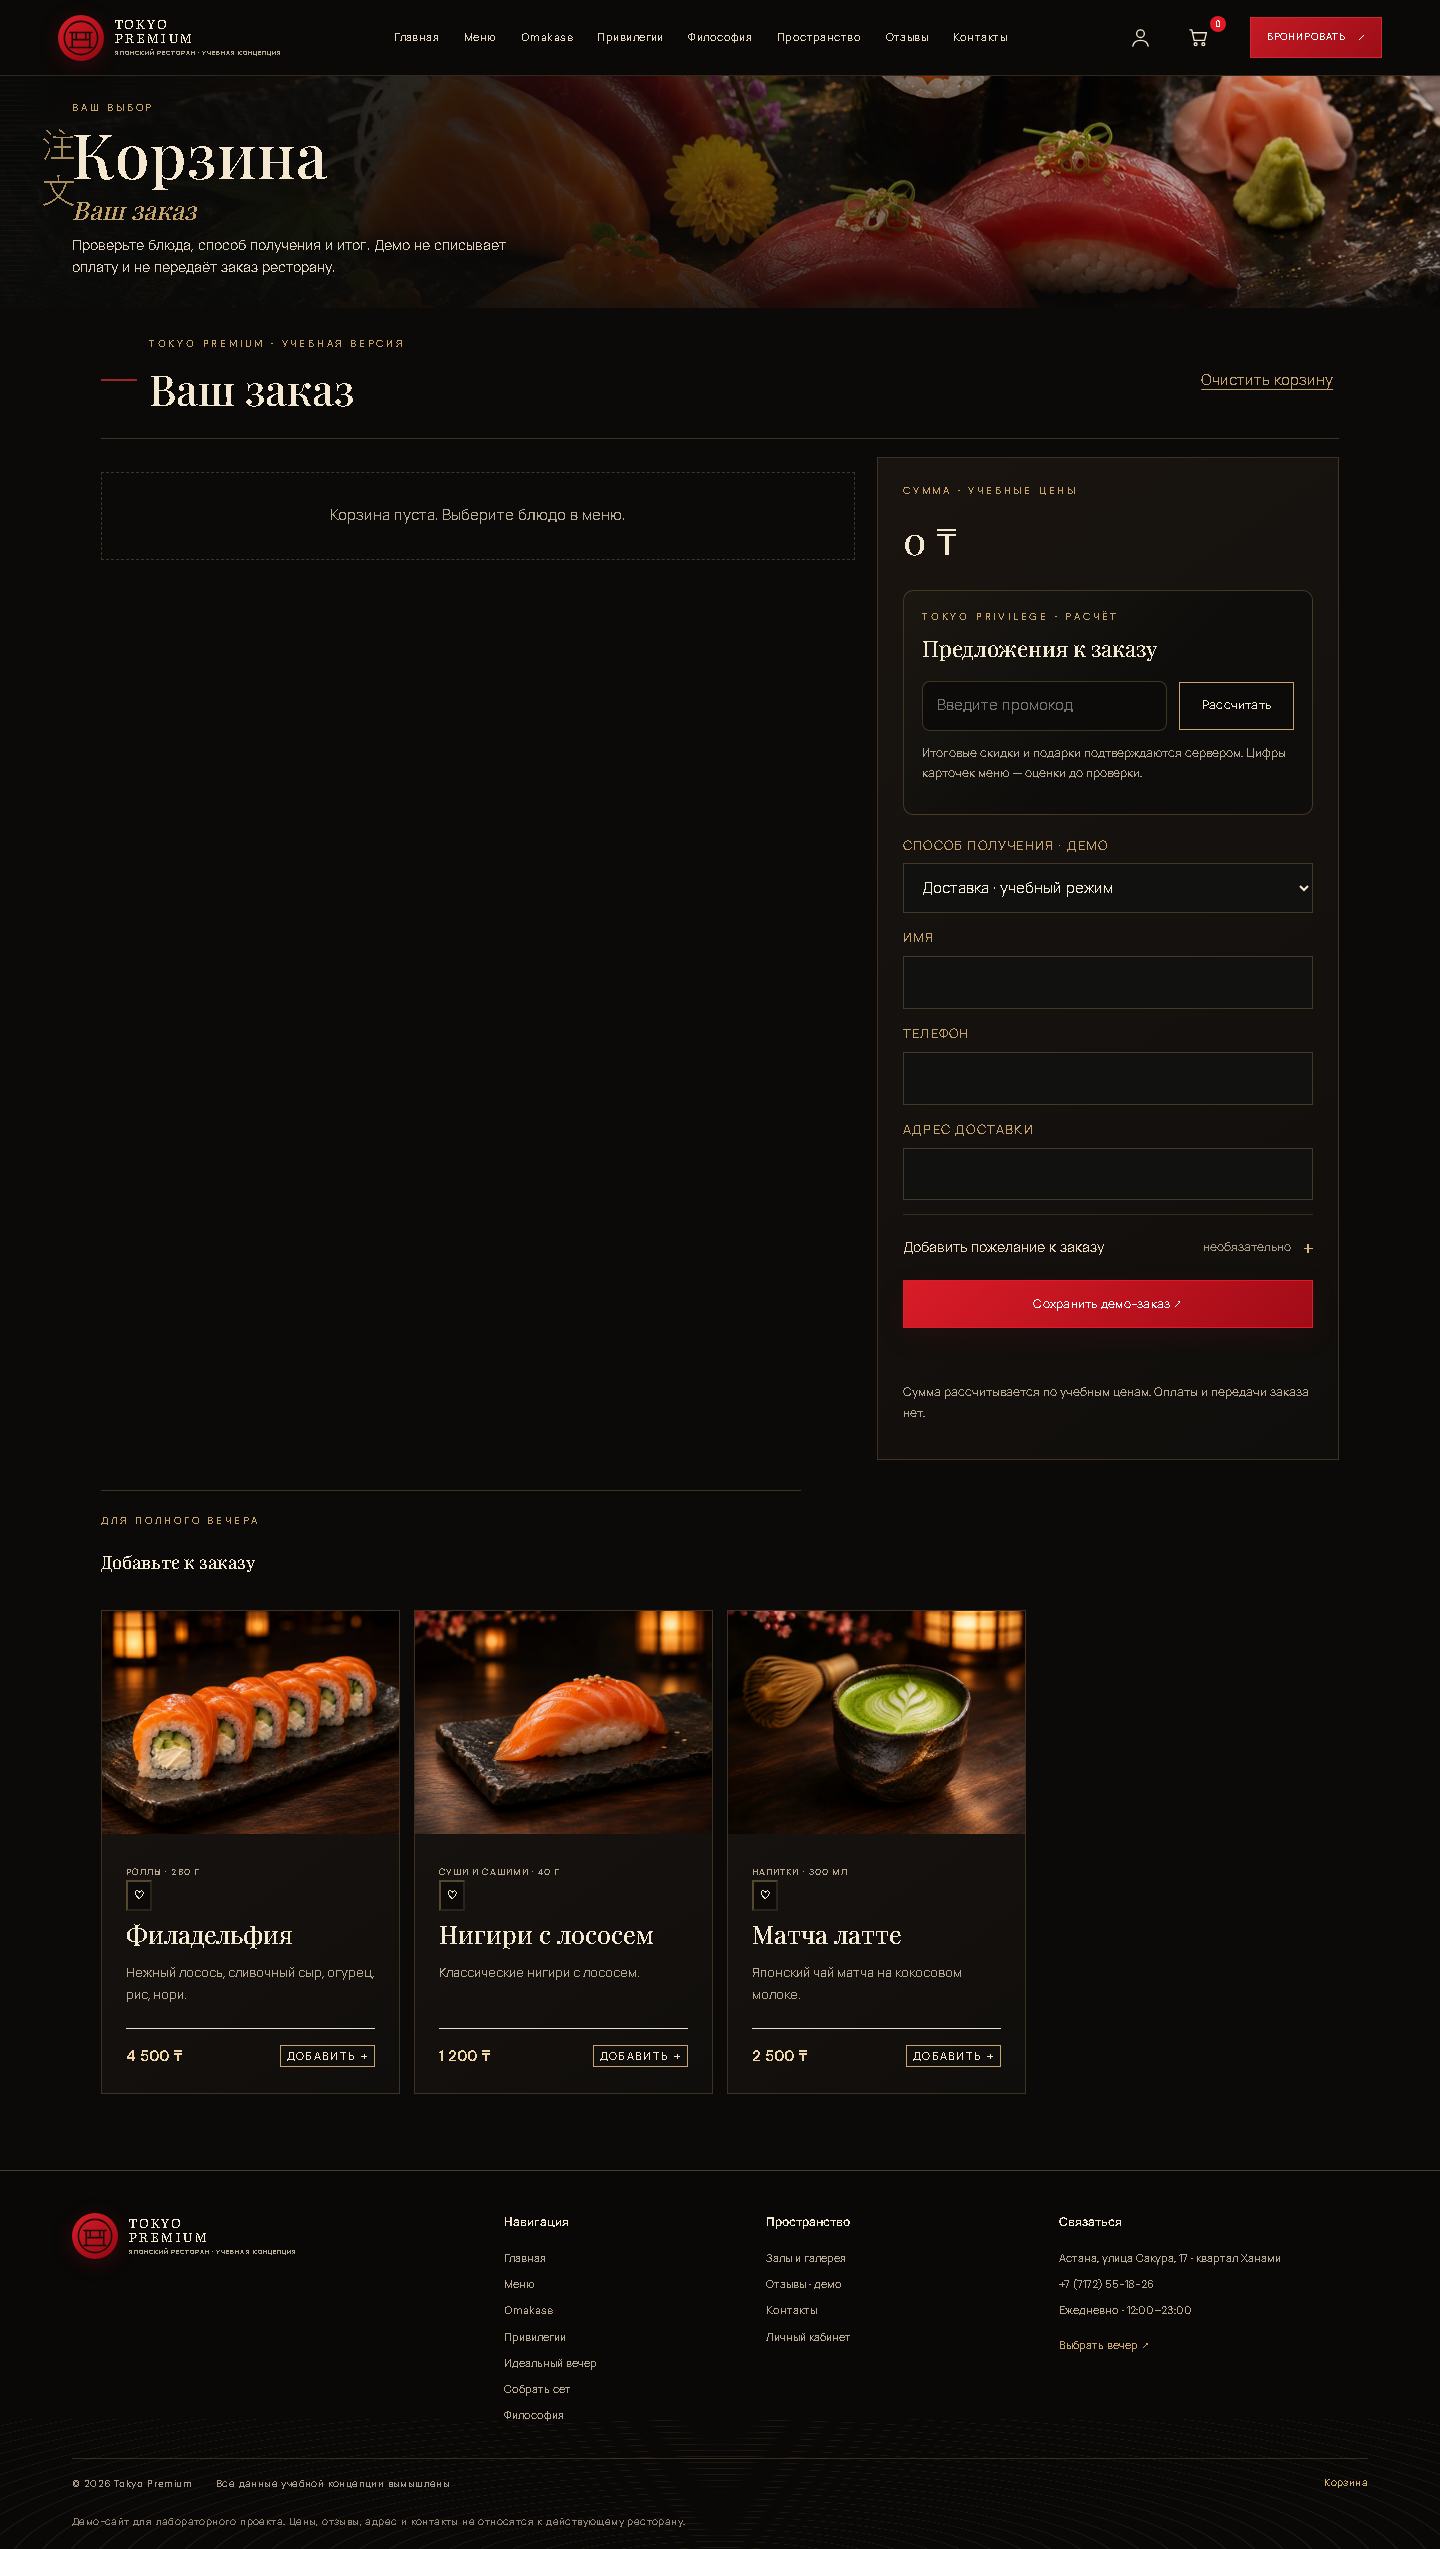 TOKYO
PREMIUM
ЯПОНСКИЙ РЕСТОРАН · УЧЕБНАЯ КОНЦЕПЦИЯ
Главная
Меню
Omakase
Привилегии
Философия
Пространство
Отзывы
Контакты
0
БРОНИРОВАТЬ ↗
ВАШ ВЫБОР
注
文
Корзина
Ваш заказ
Проверьте блюда, способ получения и итог. Демо не списывает
оплату и не передаёт заказ ресторану.
TOKYO PREMIUM · УЧЕБНАЯ ВЕРСИЯ
Ваш заказ
Очистить корзину
Корзина пуста. Выберите блюдо в меню.
СУММА · УЧЕБНЫЕ ЦЕНЫ
0 ₸
TOKYO PRIVILEGE · РАСЧЁТ
Предложения к заказу
Введите промокод
Рассчитать
Итоговые скидки и подарки подтверждаются сервером. Цифры
карточек меню — оценки до проверки.
СПОСОБ ПОЛУЧЕНИЯ · ДЕМО
Доставка · учебный режим
ИМЯ
ТЕЛЕФОН
АДРЕС ДОСТАВКИ
Добавить пожелание к заказу
необязательно +
Сохранить демо-заказ ↗
Сумма рассчитывается по учебным ценам. Оплаты и передачи заказа
нет.
ДЛЯ ПОЛНОГО ВЕЧЕРА
Добавьте к заказу
РОЛЛЫ · 280 Г
♡
Филадельфия
Нежный лосось, сливочный сыр, огурец,
рис, нори.
4 500 ₸
ДОБАВИТЬ +
СУШИ И САШИМИ · 40 Г
♡
Нигири с лососем
Классические нигири с лососем.
1 200 ₸
ДОБАВИТЬ +
НАПИТКИ · 300 МЛ
♡
Матча латте
Японский чай матча на кокосовом
молоке.
2 500 ₸
ДОБАВИТЬ +
TOKYO
PREMIUM
ЯПОНСКИЙ РЕСТОРАН · УЧЕБНАЯ КОНЦЕПЦИЯ
Навигация
Главная
Меню
Omakase
Привилегии
Идеальный вечер
Собрать сет
Философия
Пространство
Залы и галерея
Отзывы · демо
Контакты
Личный кабинет
Связаться
Астана, улица Сакура, 17 · квартал Ханами
+7 (7172) 55-18-26
Ежедневно · 12:00–23:00
Выбрать вечер ↗
© 2026 Tokyo Premium
Все данные учебной концепции вымышлены
Корзина
Демо-сайт для лабораторного проекта. Цены, отзывы, адрес и контакты не относятся к действующему ресторану.